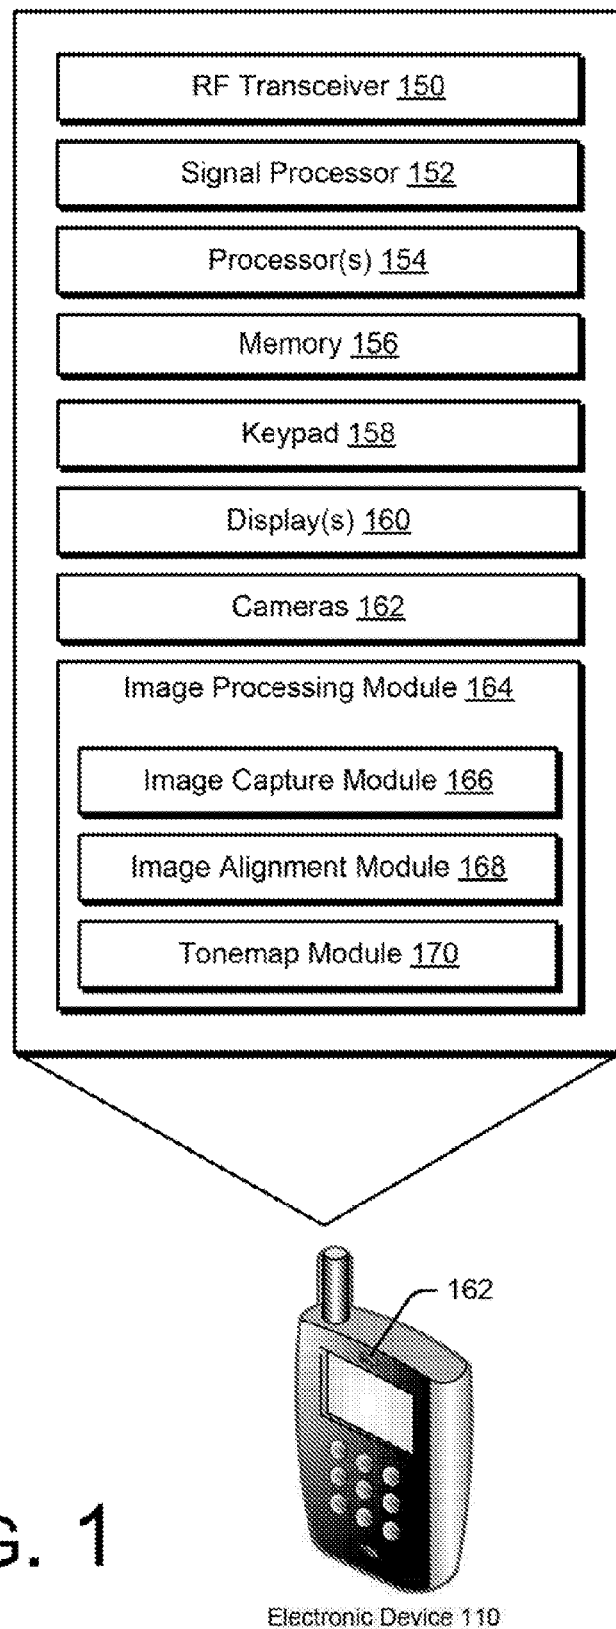 RF Transceiver 150
Signal Processor 152
Processor(s) 154
Memory 156
Keypad 158
Display(s) 160
Cameras 162
Image Processing Module 164
Image Capture Module 166
Image Alignment Module 168
Tonemap Module 170
162
G. 1
Electronic Device 110